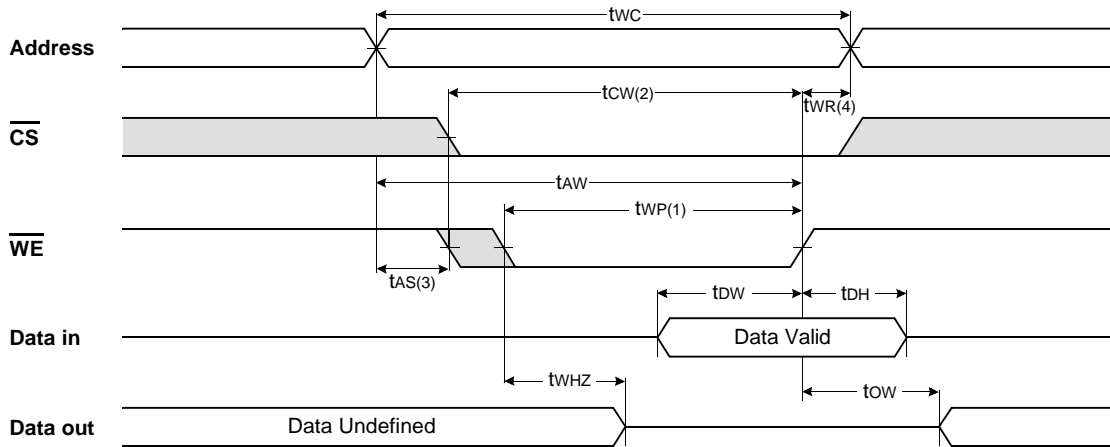 tWC
Address
tCW(2)
tWR(4)
CS
tAW
tWP(1)
WE
tAS(3)
tDW
tDH
Data in
Data Valid
tWHZ
tOW
Data out
Data Undefined